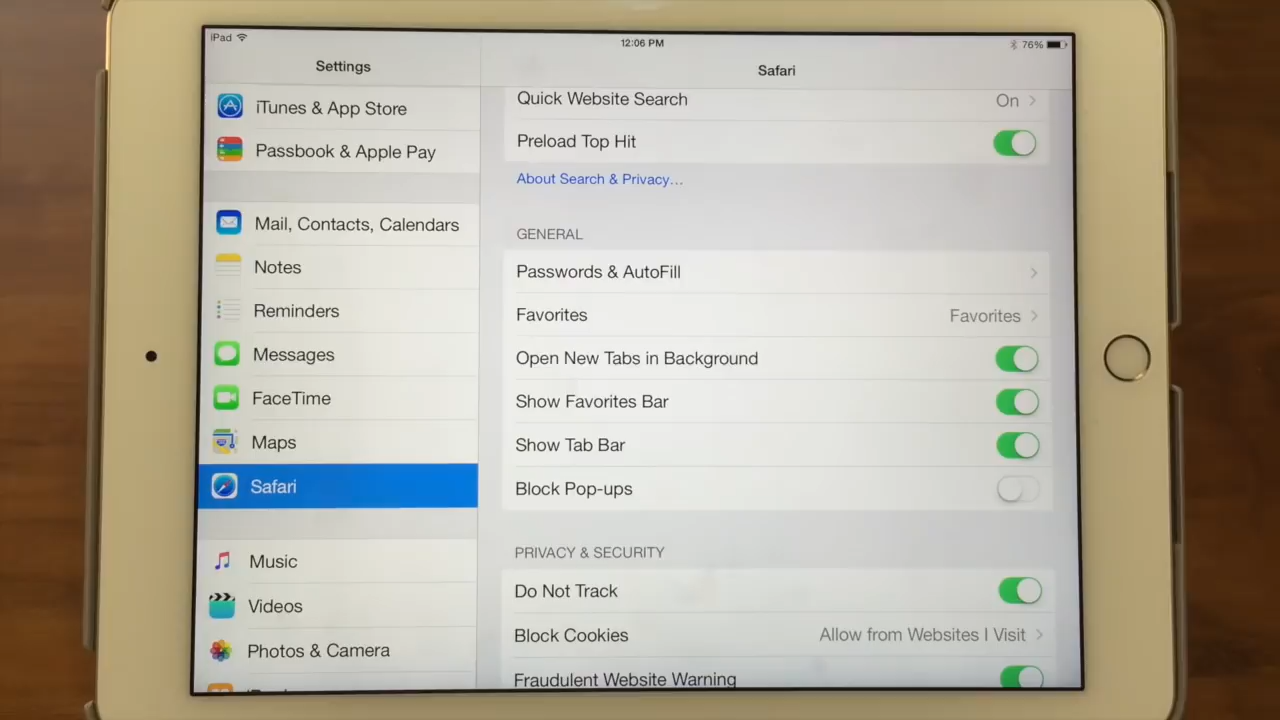 iPad
12:06 PM
76%
Settings
Safari
iTunes & App Store
Passbook & Apple Pay
Mail, Contacts, Calendars
Notes
Reminders
Messages
FaceTime
Maps
Safari
Music
Videos
Photos & Camera
Quick Website Search On
Preload Top Hit
About Search & Privacy...
GENERAL
Passwords & AutoFill
Favorites Favorites
Open New Tabs in Background
Show Favorites Bar
Show Tab Bar
Block Pop-ups
PRIVACY & SECURITY
Do Not Track
Block Cookies Allow from Websites I Visit
Fraudulent Website Warning